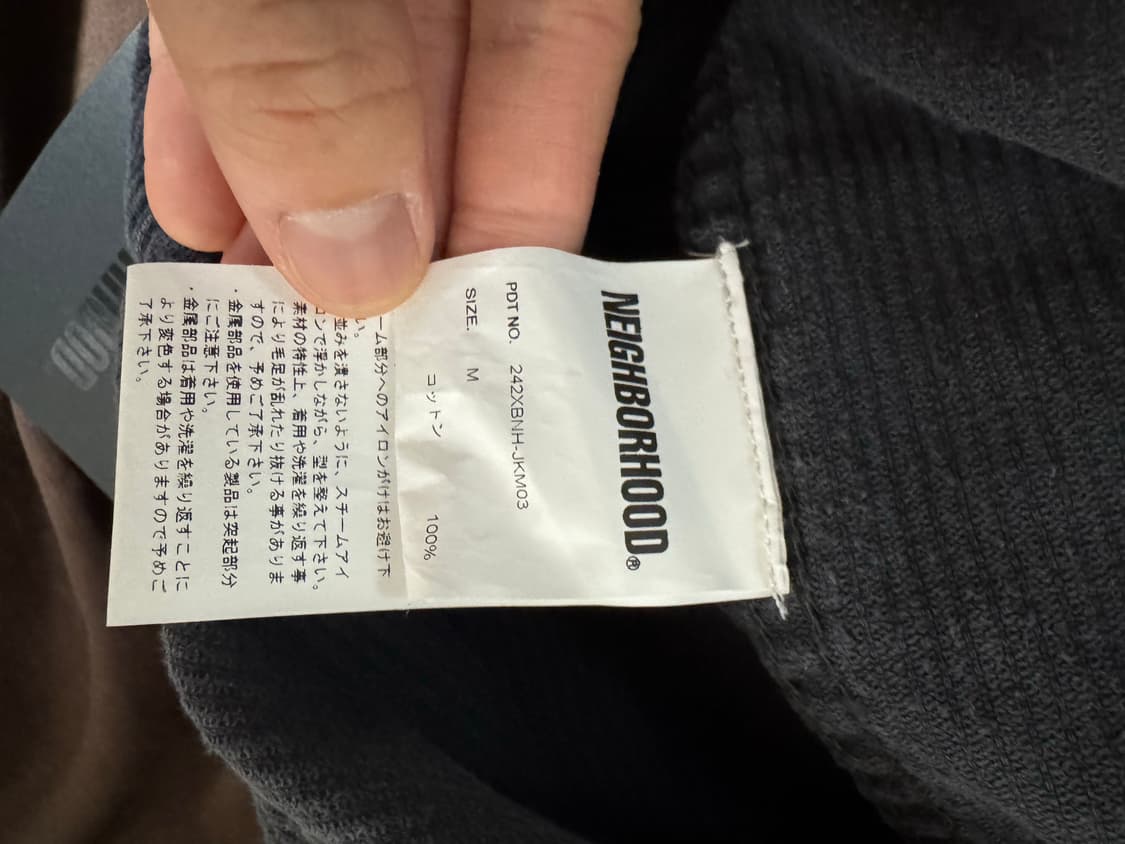 NEIGHBORHOOD®
PDT NO. 242XBNH-JKM03
SIZE. M
コットン 100%
ーム部分へのアイロンがけはお避け下
い。
並みを潰さないように、スチームアイ
ンで浮かしながら、型を整えて下さい。
素材の特性上、着用や洗濯を繰り返す事
により毛足が乱れたり抜ける事がありま
すので、予めご了承下さい。
・金属部品を使用している製品は突起部分
にご注意下さい。
・金属部品は着用や洗濯を繰り返すことに
より変色する場合がありますので予めご
了承下さい。